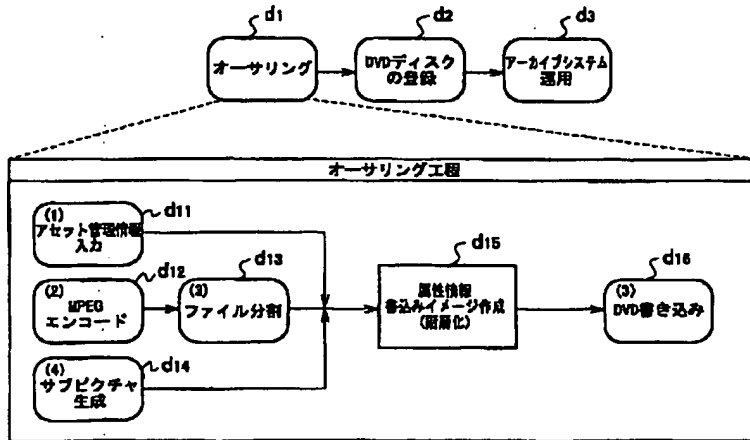 d1
d2
d3
オーサリング
DVDディスク
の登録
アーカイブシステム
運用
オーサリング工程
(1)
アセット管理情報
入力
d11
(2)
MPEG
エンコード
d12
(3)
ファイル分割
d13
(4)
サブピクチャ
生成
d14
属性情報
書込みイメージ作成
(階層化)
d15
(3)
DVD書き込み
d16